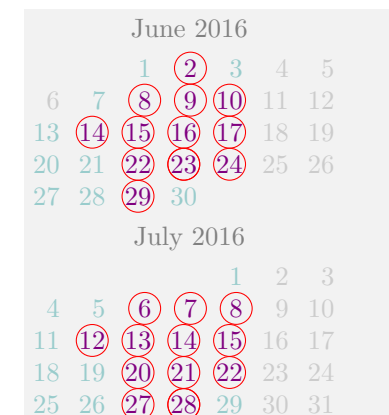 June 2016
1 2 3 4 5
6 7 8 9 10 11 12
13 14 15 16 17 18 19
20 21 22 23 24 25 26
27 28 29 30
July 2016
1 2 3
4 5 6 7 8 9 10
11 12 13 14 15 16 17
18 19 20 21 22 23 24
25 26 27 28 29 30 31